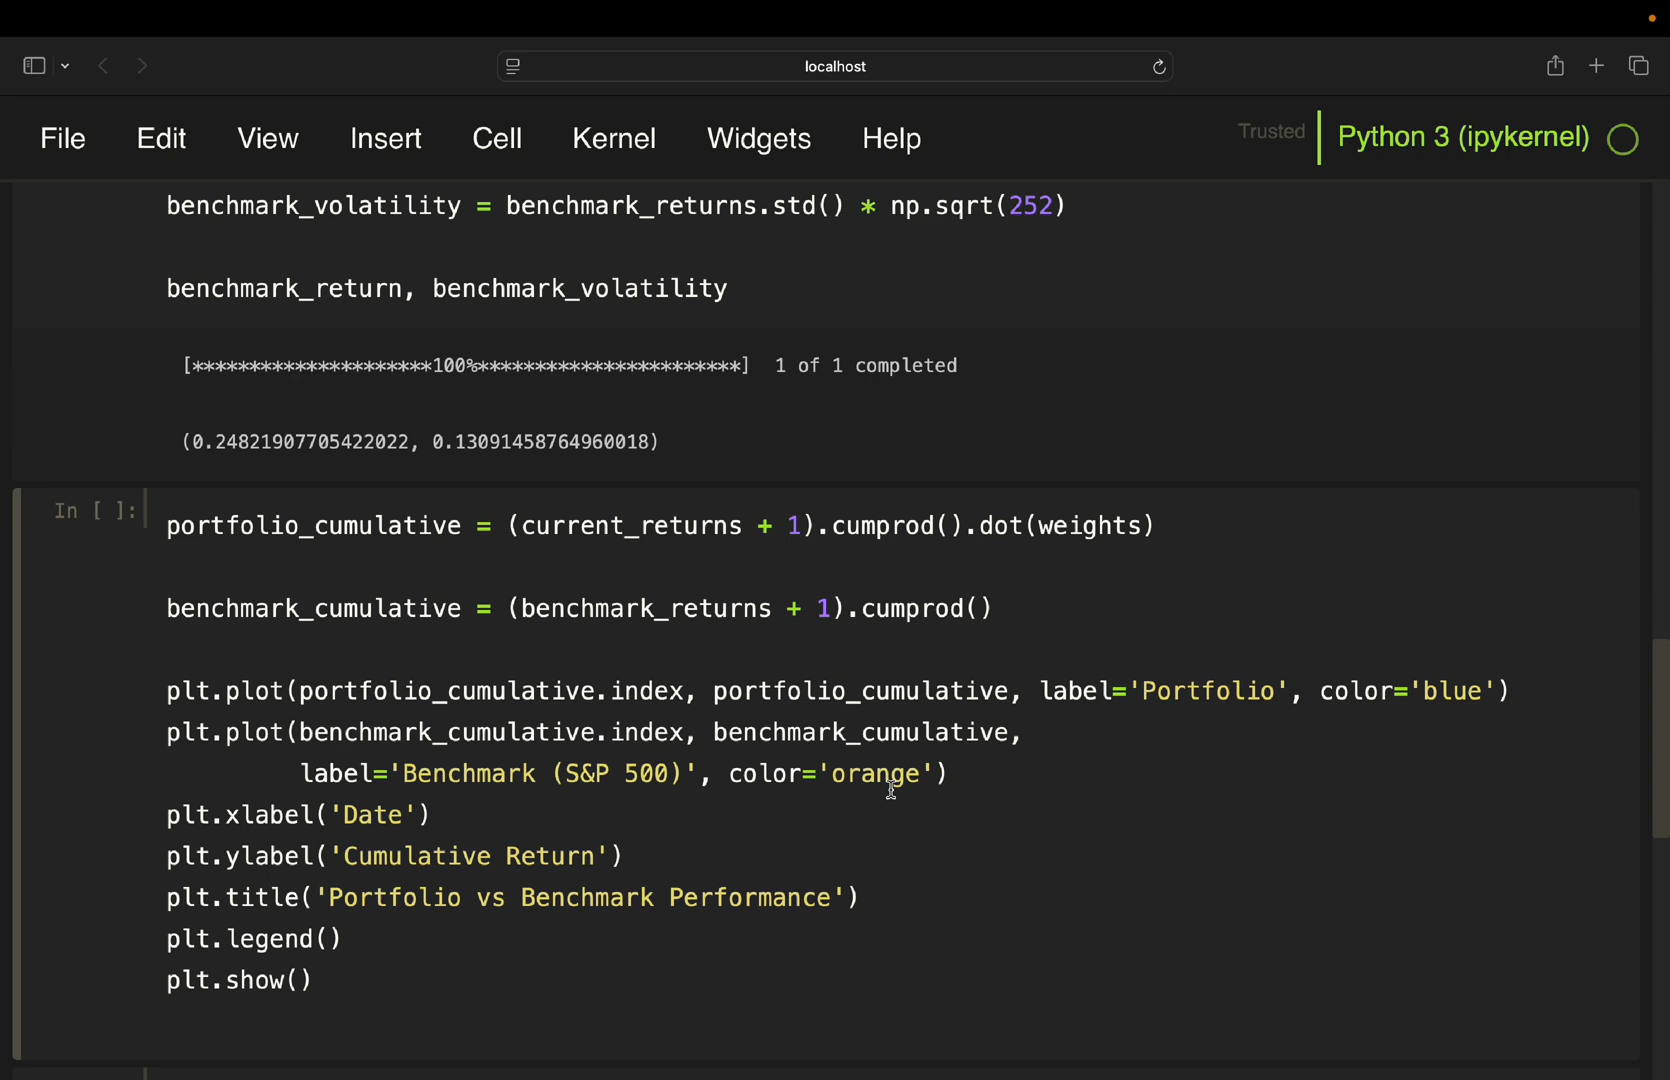 localhost
File Edit View Insert Cell Kernel Widgets Help Trusted Python 3 (ipykernel)
benchmark_volatility = benchmark_returns.std() * np.sqrt(252)
benchmark_return, benchmark_volatility
[*********************100%***********************] 1 of 1 completed
(0.24821907705422022, 0.13091458764960018)
In [ ]:
portfolio_cumulative = (current_returns + 1).cumprod().dot(weights)
benchmark_cumulative = (benchmark_returns + 1).cumprod()
plt.plot(portfolio_cumulative.index, portfolio_cumulative, label='Portfolio', color='blue')
plt.plot(benchmark_cumulative.index, benchmark_cumulative,
label='Benchmark (S&P 500)', color='orange')
plt.xlabel('Date')
plt.ylabel('Cumulative Return')
plt.title('Portfolio vs Benchmark Performance')
plt.legend()
plt.show()